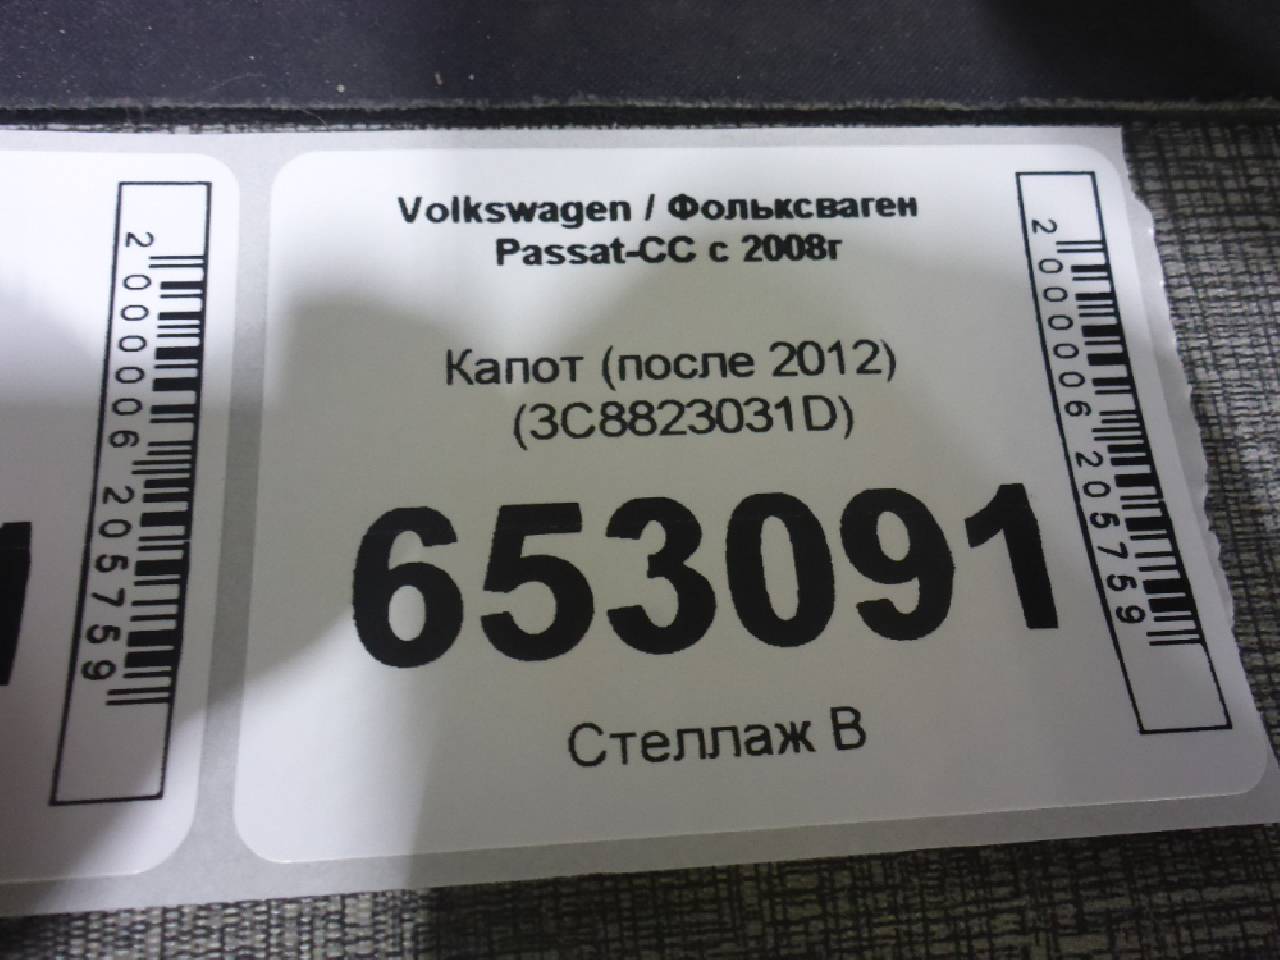 2000006205759
Volkswagen / Фольксваген
Passat-CC с 2008г
Капот (после 2012)
(3C8823031D)
653091
Стеллаж В
2000006205759